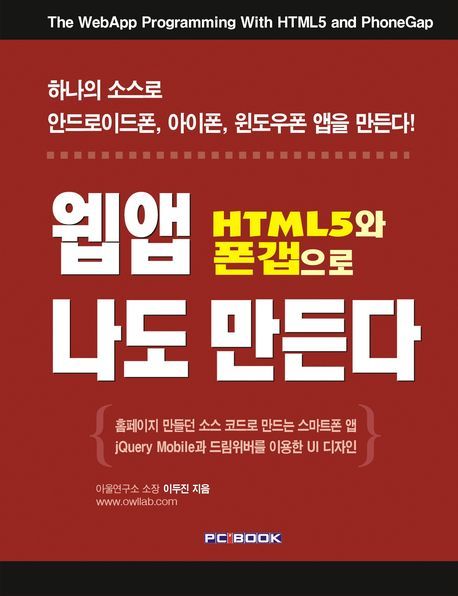 The WebApp Programming With HTML5 and PhoneGap
하나의 소스로
안드로이드폰, 아이폰, 윈도우폰 앱을 만든다!
웹앱 HTML5와
폰갭으로
나도 만든다
홈페이지 만들던 소스 코드로 만드는 스마트폰 앱
jQuery Mobile과 드림위버를 이용한 UI 디자인
아울연구소 소장 이두진 지음
www.owllab.com
PC BOOK